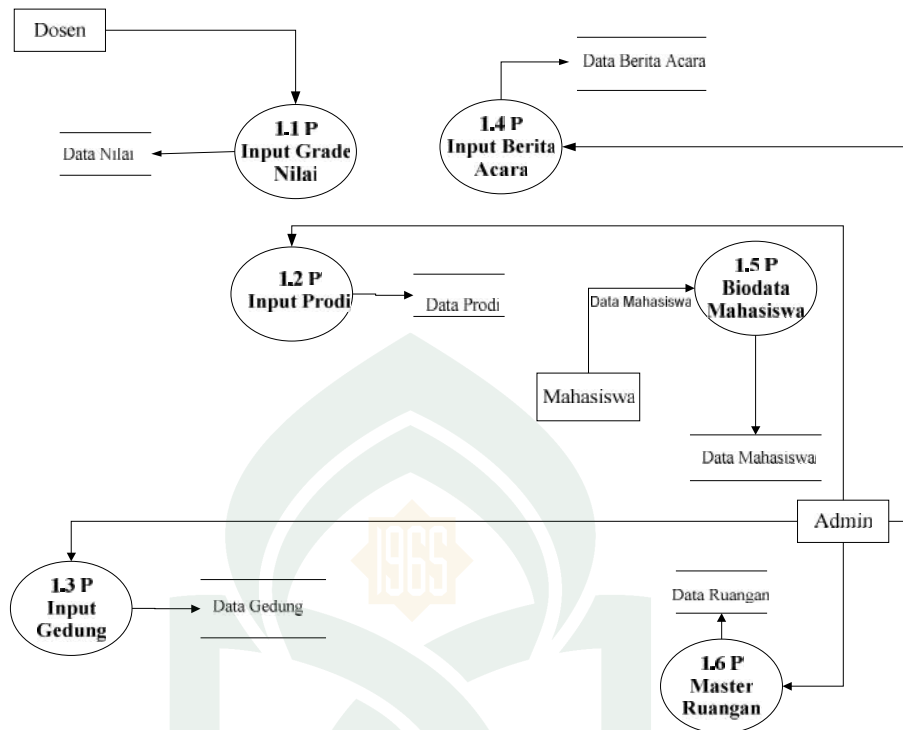 Dosen
Data Berita Acara
1.1 P
Input Grade
Nilai
Data Nilai
1.4 P
Input Berita
Acara
1.2 P
Input Prodi
Data Prodi
1.5 P
Biodata
Mahasiswa
Data Mahasiswa
Mahasiswa
Data Mahasiswa
Admin
1965
1.3 P
Input
Gedung
Data Gedung
Data Ruangan
1.6 P
Master
Ruangan